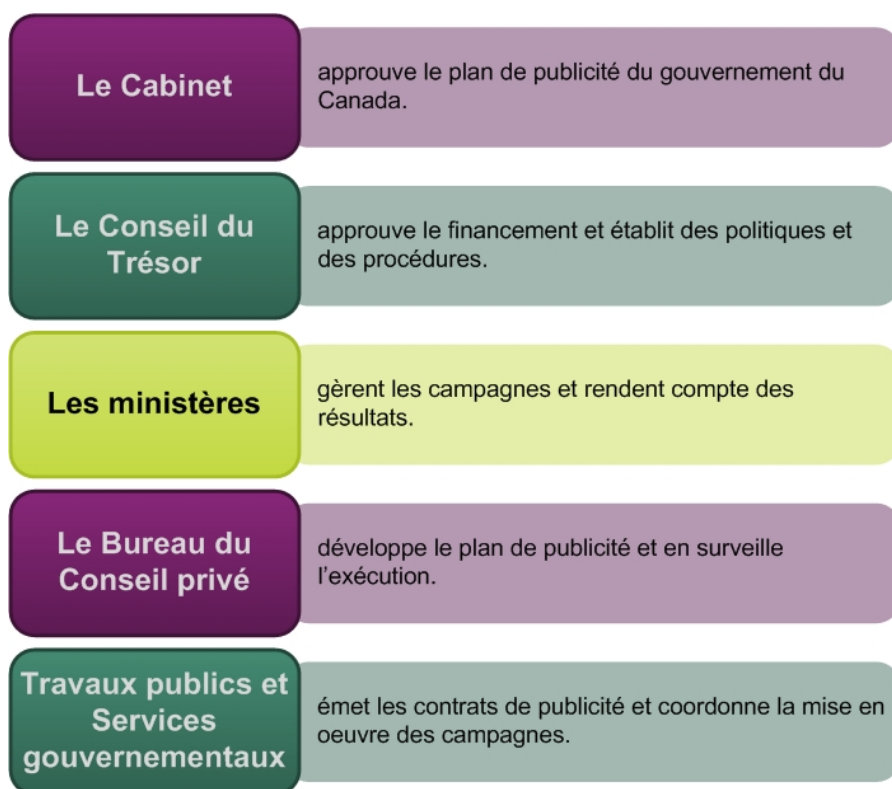 Le Cabinet
approuve le plan de publicité du gouvernement du
Canada.
Le Conseil du
Trésor
approuve le financement et établit des politiques et
des procédures.
Les ministères
gèrent les campagnes et rendent compte des
résultats.
Le Bureau du
Conseil privé
développe le plan de publicité et en surveille
l'exécution.
Travaux publics et
Services
gouvernementaux
émet les contrats de publicité et coordonne la mise en
oeuvre des campagnes.